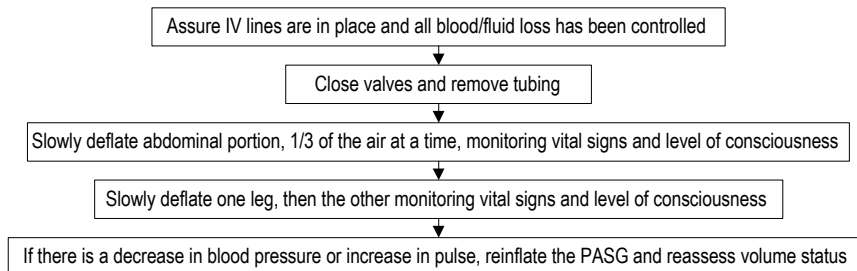 Assure IV lines are in place and all blood/fluid loss has been controlled
Close valves and remove tubing
Slowly deflate abdominal portion, 1/3 of the air at a time, monitoring vital signs and level of consciousness
Slowly deflate one leg, then the other monitoring vital signs and level of consciousness
If there is a decrease in blood pressure or increase in pulse, reinflate the PASG and reassess volume status